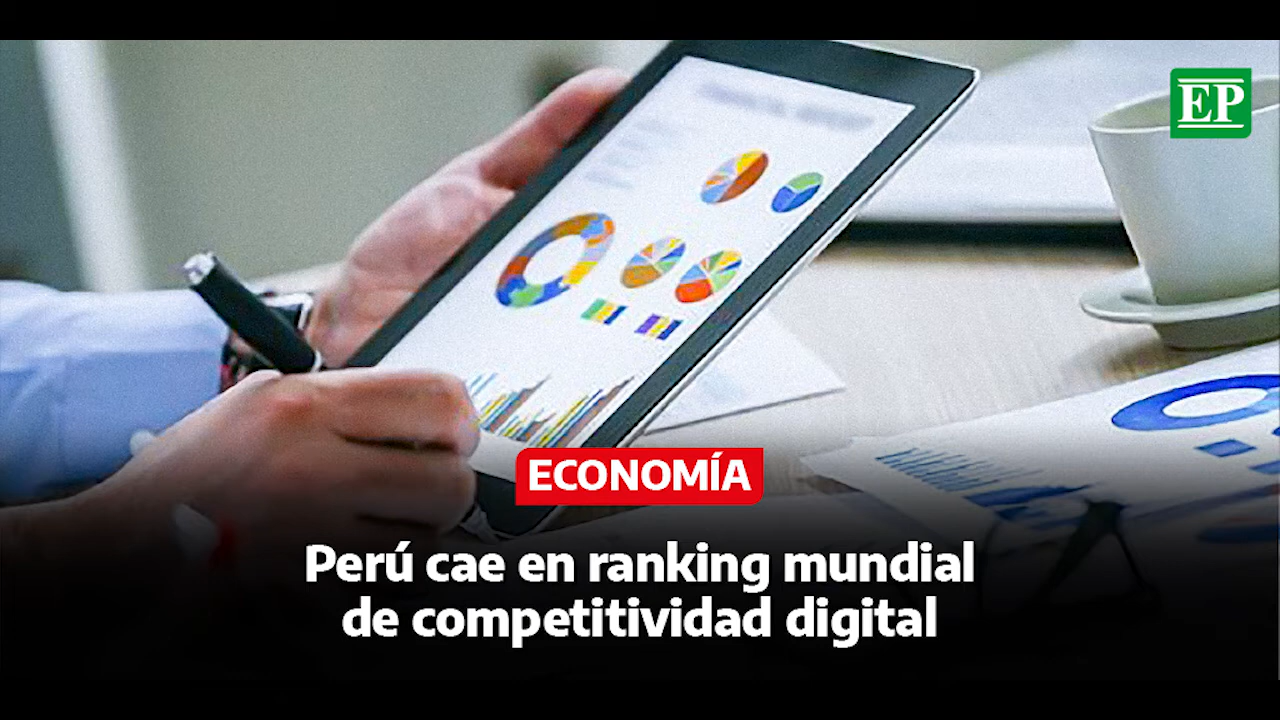 EP
ECONOMÍA
Perú cae en ranking mundial
de competitividad digital